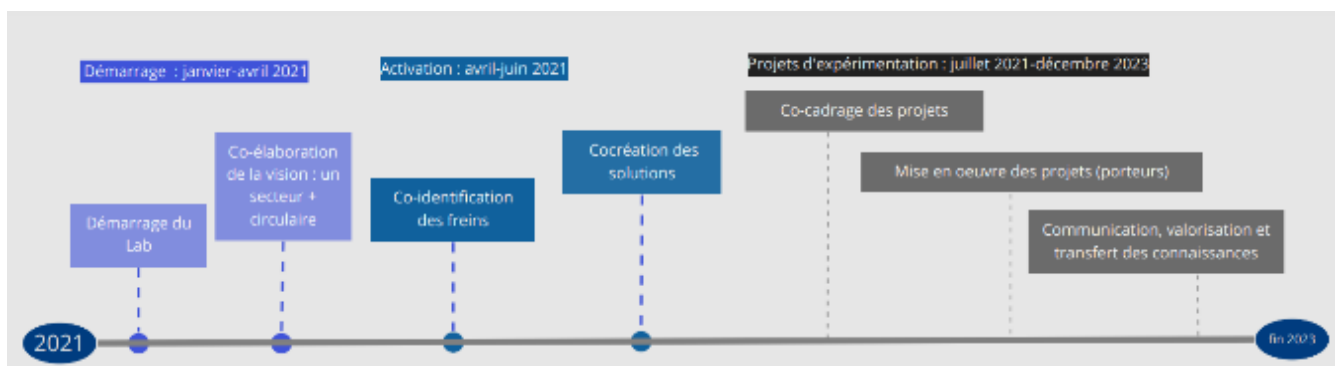 Démarrage : janvier-avril 2021
Activation : avril-juin 2021
Projets d'expérimentation : juillet 2021-décembre 2023
Démarrage du
Lab
Co-élaboration
de la vision : un
secteur +
circulaire
Co-identification
des freins
Cocréation des
solutions
Co-cadrage des projets
Mise en oeuvre des projets (porteurs)
Communication, valorisation et
transfert des connaissances
2021
fin 2023